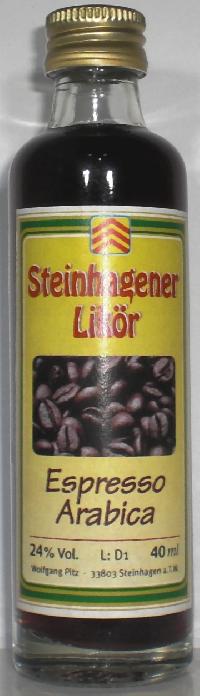 Steinhagener
Likör
Espresso
Arabica
24% Vol. L: D1 40 ml
Wolfgang Pitz - 33803 Steinhagen a.T.W.